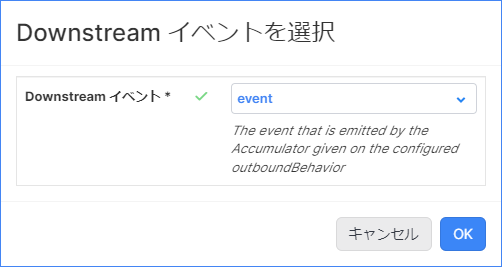 Downstream イベントを選択
Downstream イベント * event
The event that is emitted by the
Accumulator given on the configured
outboundBehavior
キャンセル OK